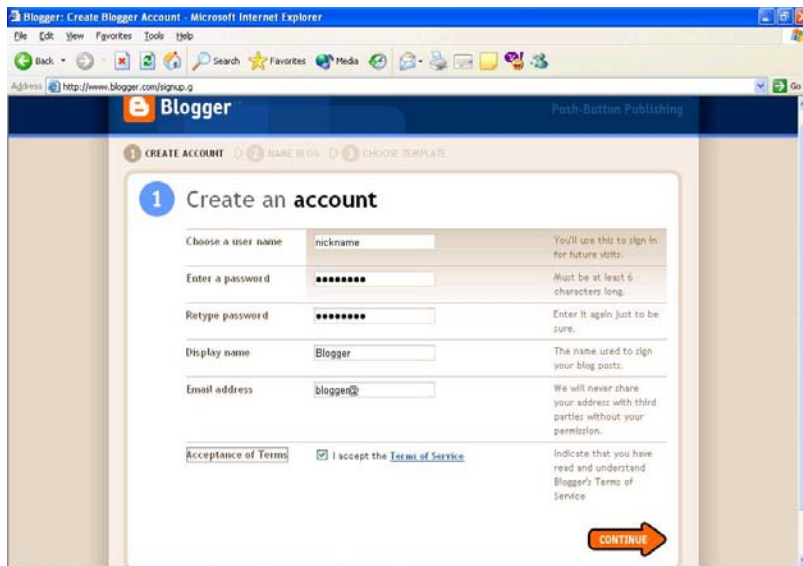 Blogger: Create Blogger Account - Microsoft Internet Explorer
File Edit View Favorites Tools Help
Back Search Favorites Media
Address http://www.blogger.com/signup.g Go
Blogger Push-Button Publishing
1 CREATE ACCOUNT 2 NAME BLOG 3 CHOOSE TEMPLATE
1 Create an account
Choose a user name nickname You'll use this to sign in
for future visits.
Enter a password •••••••• Must be at least 6
characters long.
Retype password •••••••• Enter it again just to be
sure.
Display name Blogger The name used to sign
your blog posts.
Email address blogger@ We will never share
your address with third
parties without your
permission.
Acceptance of Terms I accept the Terms of Service Indicate that you have
read and understand
Blogger's Terms of
Service
CONTINUE